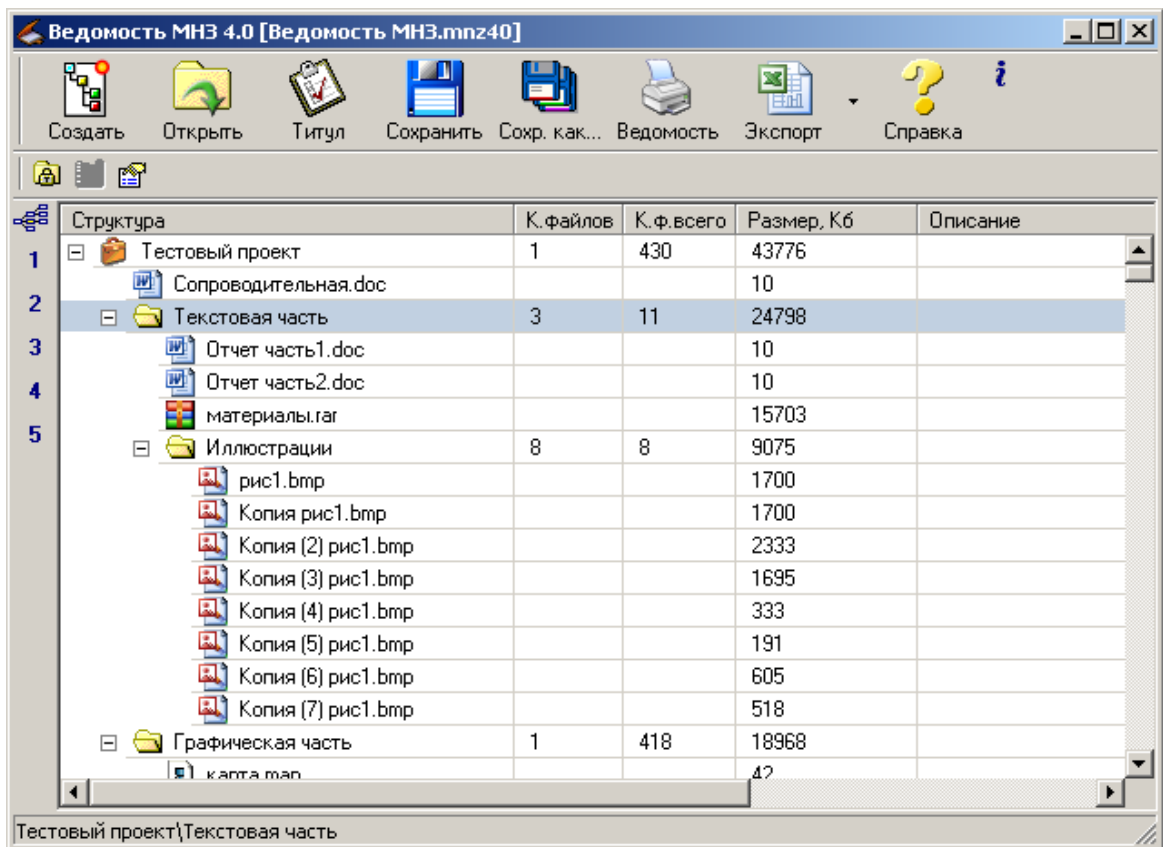 Ведомость МНЗ 4.0 [Ведомость МНЗ.mnz40]
Создать Открыть Титул Сохранить Сохр. как... Ведомость Экспорт Справка
Структура К.файлов К.ф.всего Размер, Кб Описание
1 Тестовый проект 1 430 43776
Сопроводительная.doc 10
2 Текстовая часть 3 11 24798
3 Отчет часть1.doc 10
4 Отчет часть2.doc 10
материалы.rar 15703
5 Иллюстрации 8 8 9075
рис1.bmp 1700
Копия рис1.bmp 1700
Копия (2) рис1.bmp 2333
Копия (3) рис1.bmp 1695
Копия (4) рис1.bmp 333
Копия (5) рис1.bmp 191
Копия (6) рис1.bmp 605
Копия (7) рис1.bmp 518
Графическая часть 1 418 18968
карта.map 42
Тестовый проект\Текстовая часть